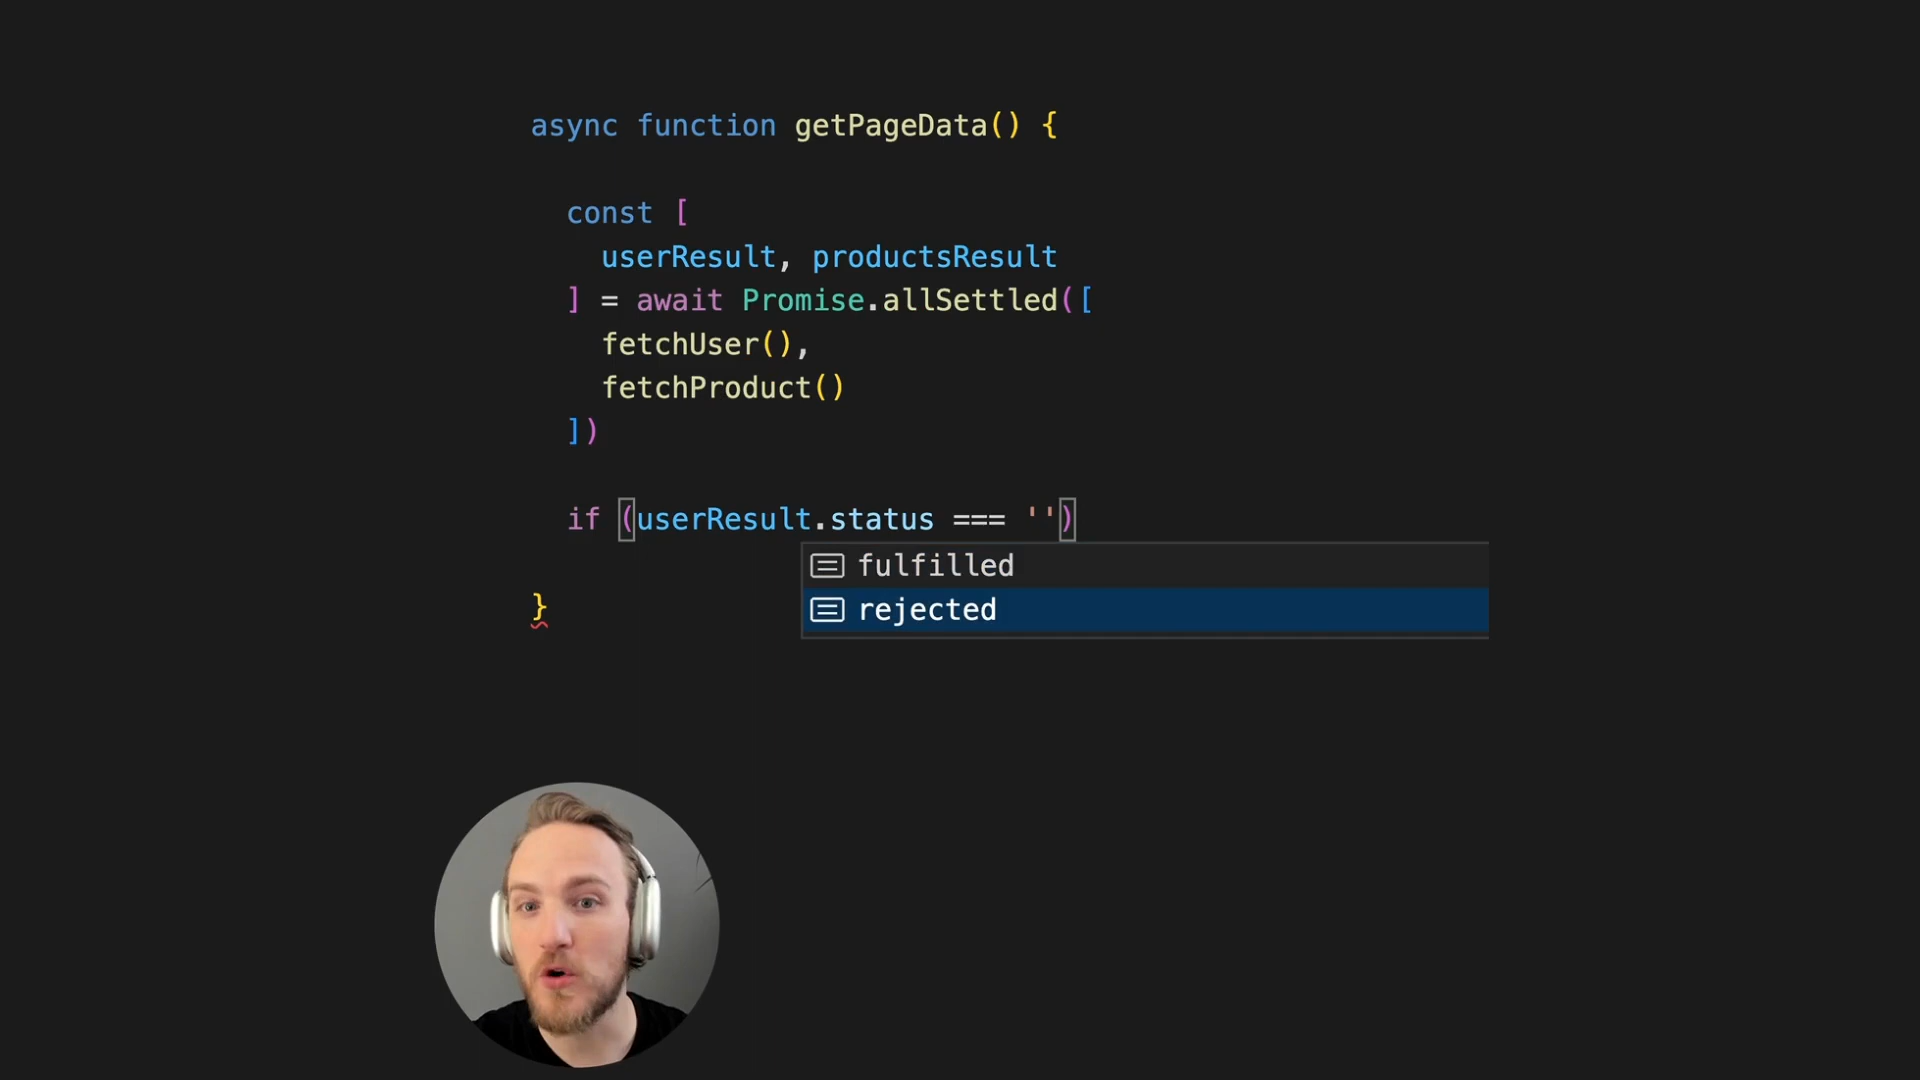 async function getPageData() {
const [
userResult, productsResult
] = await Promise.allSettled([
fetchUser(),
fetchProduct()
])
if (userResult.status === '')
fulfilled
rejected
}